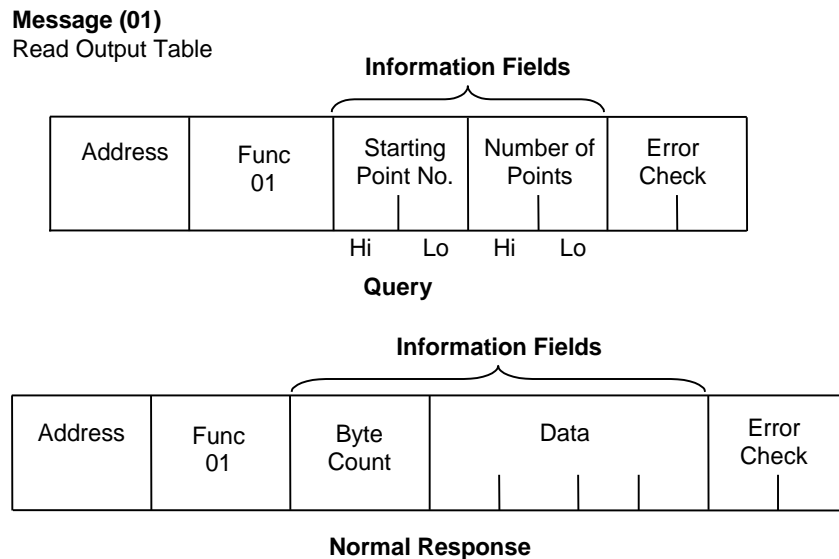 Message (01)
Read Output Table
Information Fields
Address
Func
01
Starting
Point No.
Number of
Points
Error
Check
Hi Lo Hi Lo
Query
Information Fields
Address
Func
01
Byte
Count
Data
Error
Check
Normal Response